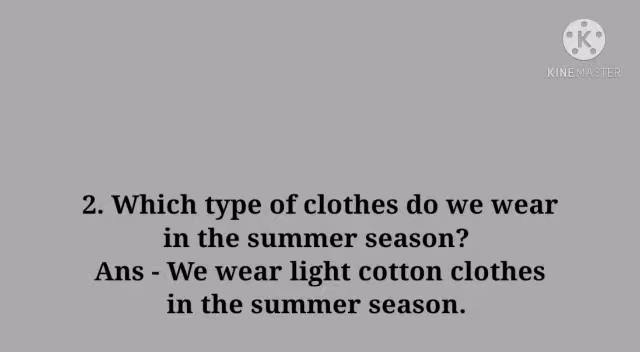 KINEMASTER
2. Which type of clothes do we wear
in the summer season?
Ans - We wear light cotton clothes
in the summer season.